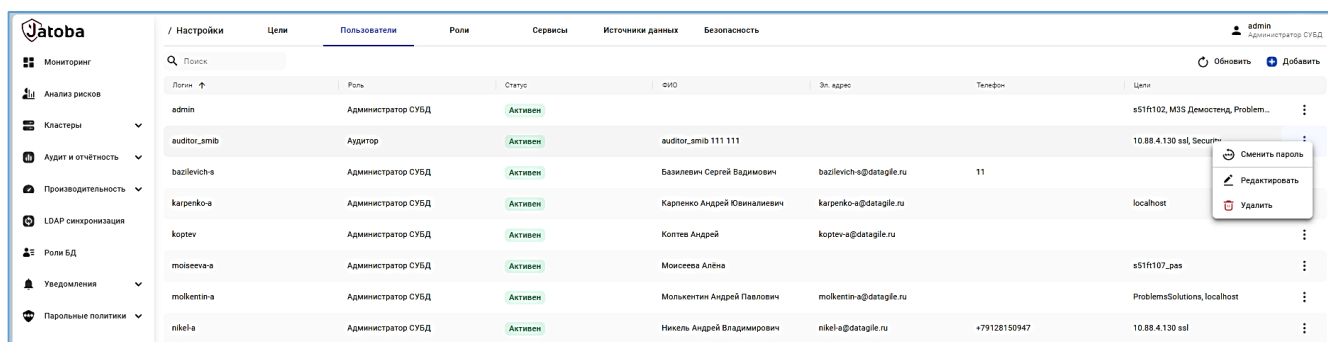 Jatoba
/ Настройки Цели Пользователи Роли Сервисы Источники данных Безопасность
admin
Администратор СУБД
Мониторинг
Анализ рисков
Кластеры
Аудит и отчётность
Производительность
LDAP синхронизация
Роли БД
Уведомления
Парольные политики
Поиск Обновить Добавить
Логин Роль Статус ФИО Эл. адрес Телефон Цели
admin Администратор СУБД Активен s51ft102, M3S Демостенд, Problem...
auditor_smib Аудитор Активен auditor_smib 111 111 10.88.4.130 ssl, Security
bazilevich-s Администратор СУБД Активен Базилевич Сергей Вадимович bazilevich-s@datagile.ru 11
karpenko-a Администратор СУБД Активен Карпенко Андрей Ювиналиевич karpenko-a@datagile.ru localhost
koptev Администратор СУБД Активен Коптев Андрей koptev-a@datagile.ru
moiseeva-a Администратор СУБД Активен Моисеева Алёна s51ft107_pas
molkentin-a Администратор СУБД Активен Молькентин Андрей Павлович molkentin-a@datagile.ru ProblemsSolutions, localhost
nikel-a Администратор СУБД Активен Никель Андрей Владимирович nikel-a@datagile.ru +79128150947 10.88.4.130 ssl
Сменить пароль
Редактировать
Удалить